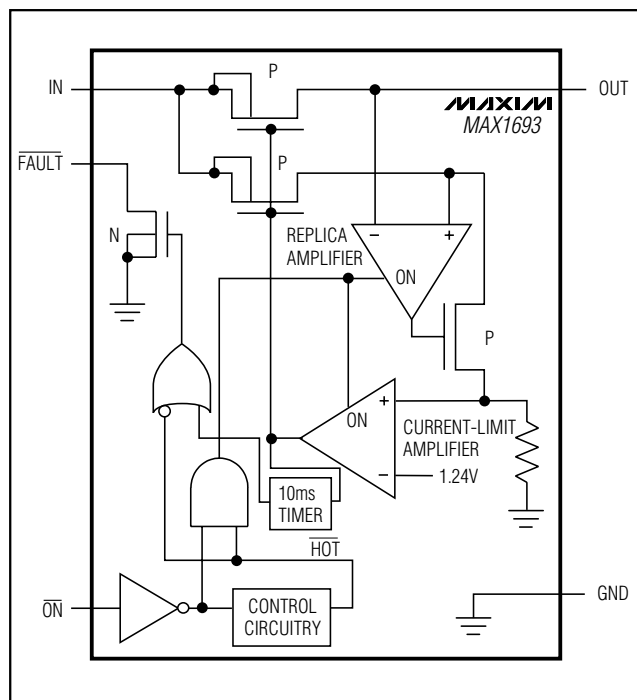 P
IN
OUT
MAXIM
MAX1693
FAULT
P
N
REPLICA
AMPLIFIER
−
+
ON
P
ON
+
CURRENT-LIMIT
AMPLIFIER
−
1.24V
10ms
TIMER
HOT
ON
CONTROL
CIRCUITRY
GND